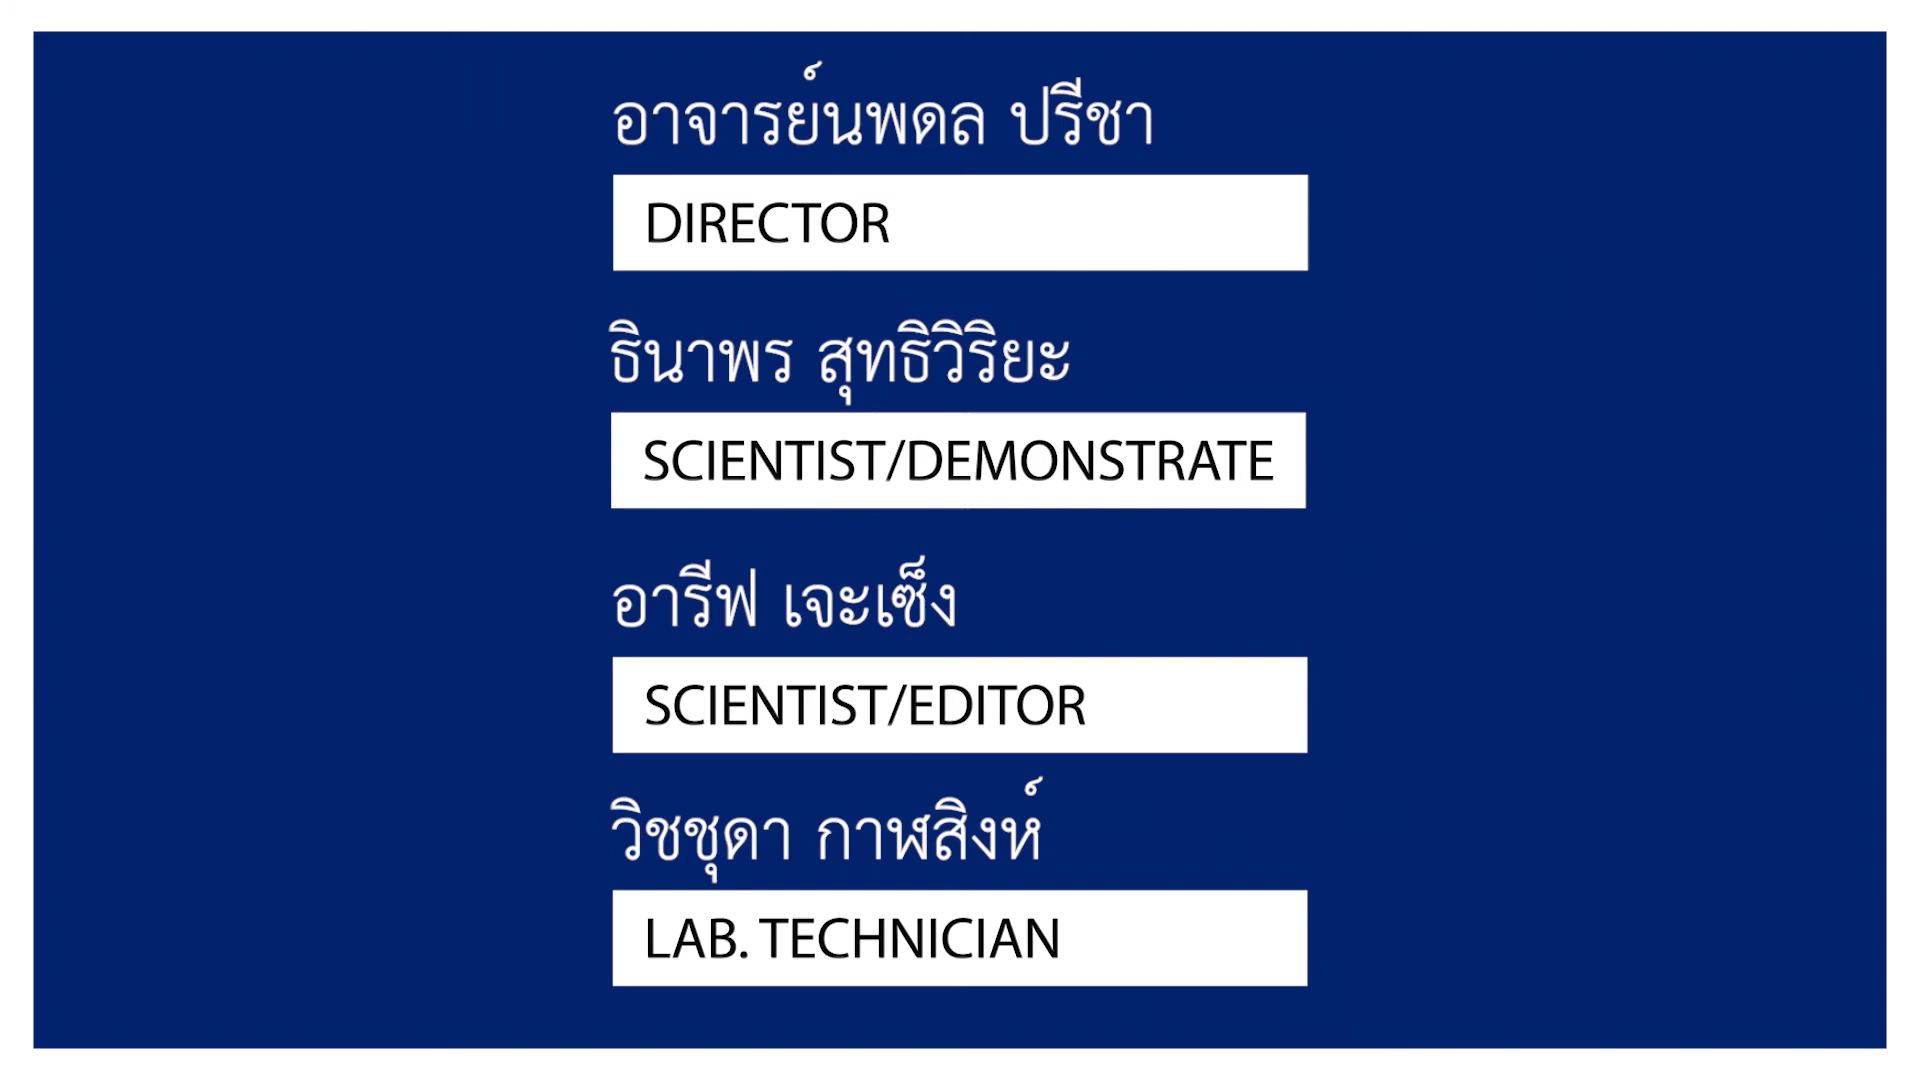 อาจารย์นพดล ปรีชา
DIRECTOR
ธินาพร สุทธิวิริยะ
SCIENTIST/DEMONSTRATE
อารีฟ เจะเซ็ง
SCIENTIST/EDITOR
วิชชุดา กาฬสิงห์
LAB. TECHNICIAN